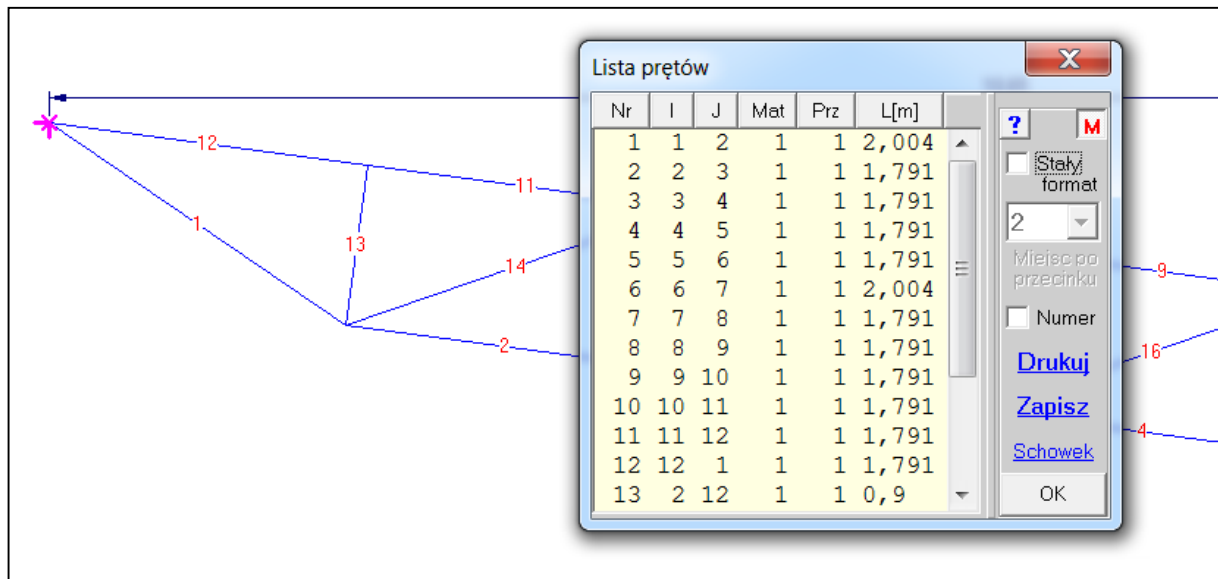 Lista prętów
Nr I J Mat Prz L[m]
1 1 2 1 1 2,004
2 2 3 1 1 1,791
3 3 4 1 1 1,791
4 4 5 1 1 1,791
5 5 6 1 1 1,791
6 6 7 1 1 2,004
7 7 8 1 1 1,791
8 8 9 1 1 1,791
9 9 10 1 1 1,791
10 10 11 1 1 1,791
11 11 12 1 1 1,791
12 12 1 1 1 1,791
13 2 12 1 1 0,9
? M
Stały
format
2
Miejsc po
przecinku
Numer
Drukuj
Zapisz
Schowek
OK
12
11
1
13
14
2
9
16
4